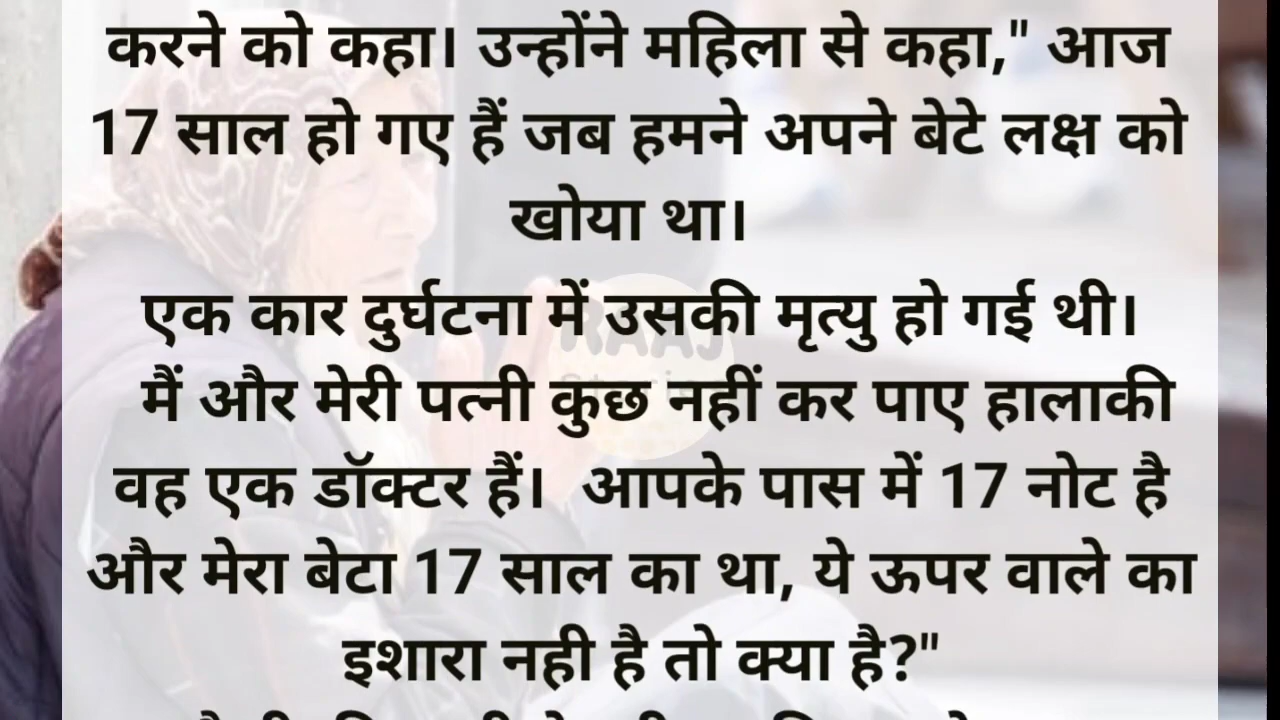 करने को कहा। उन्होंने महिला से कहा," आज
17 साल हो गए हैं जब हमने अपने बेटे लक्ष को
खोया था।
एक कार दुर्घटना में उसकी मृत्यु हो गई थी।
मैं और मेरी पत्नी कुछ नहीं कर पाए हालाकी
वह एक डॉक्टर हैं। आपके पास में 17 नोट है
और मेरा बेटा 17 साल का था, ये ऊपर वाले का
इशारा नही है तो क्या है?"
RAAJ